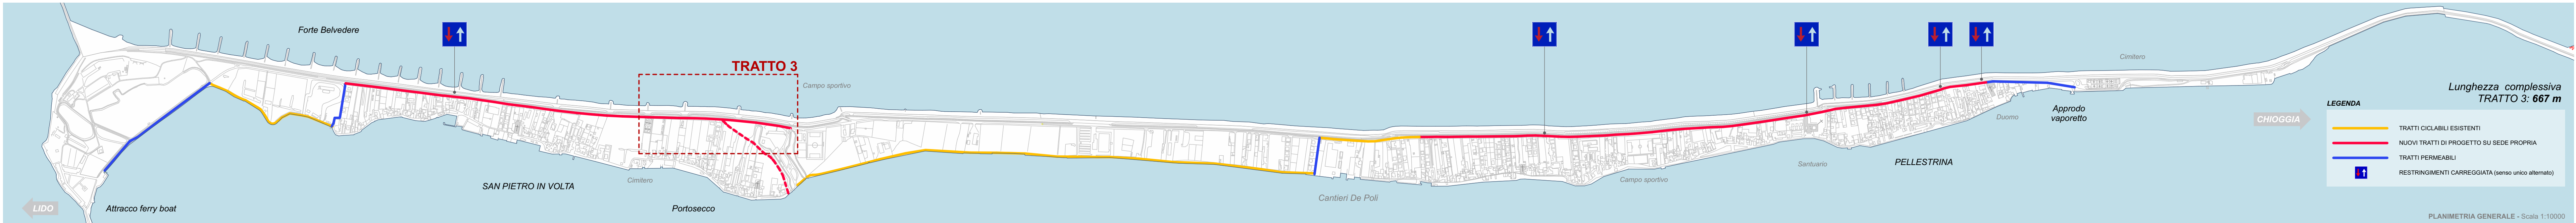 Forte Belvedere
TRATTO 3
Campo sportivo
Cimitero
Lunghezza complessiva
TRATTO 3: 667 m
LEGENDA
TRATTI CICLABILI ESISTENTI
NUOVI TRATTI DI PROGETTO SU SEDE PROPRIA
TRATTI PERMEABILI
RESTRINGIMENTI CARREGGIATA (senso unico alternato)
CHIOGGIA
Approdo
vaporetto
Duomo
PELLESTRINA
Santuario
Campo sportivo
Cantieri De Poli
Cimitero
SAN PIETRO IN VOLTA
Portosecco
Attracco ferry boat
LIDO
PLANIMETRIA GENERALE - Scala 1:10000